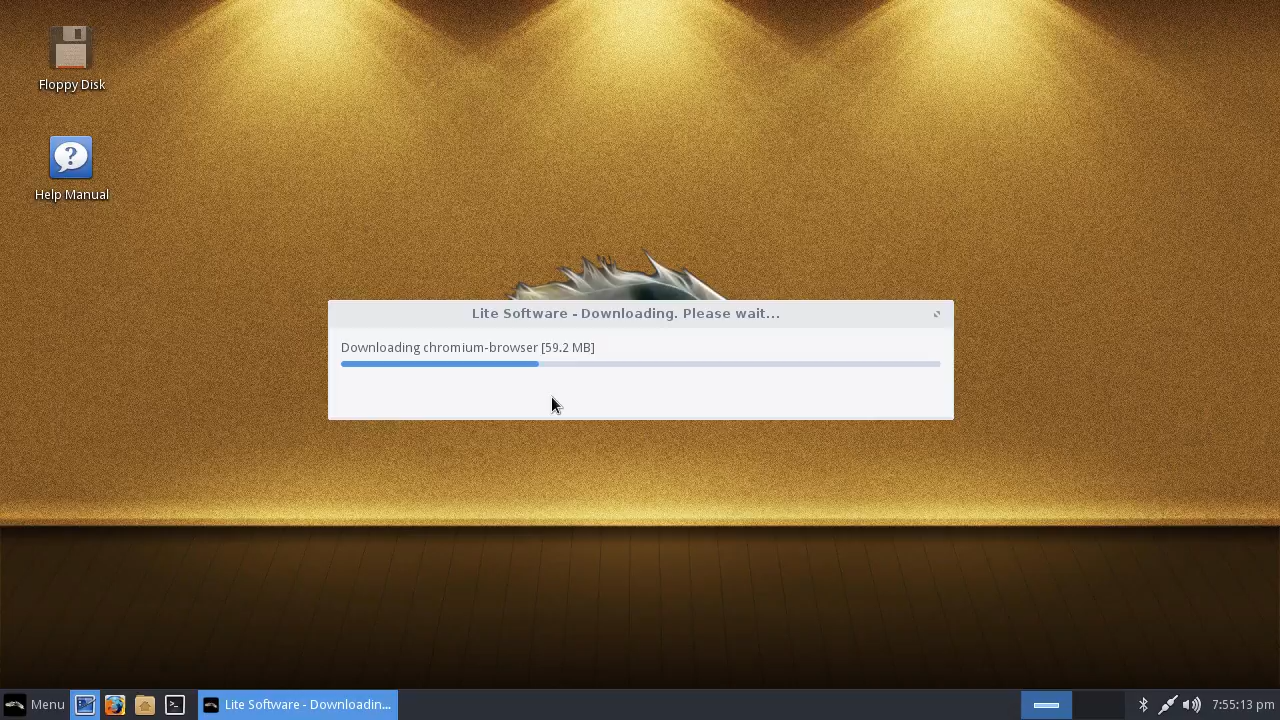 Floppy Disk
Help Manual
Lite Software - Downloading. Please wait...
Downloading chromium-browser [59.2 MB]
Menu
Lite Software - Downloadin...
7:55:13 pm